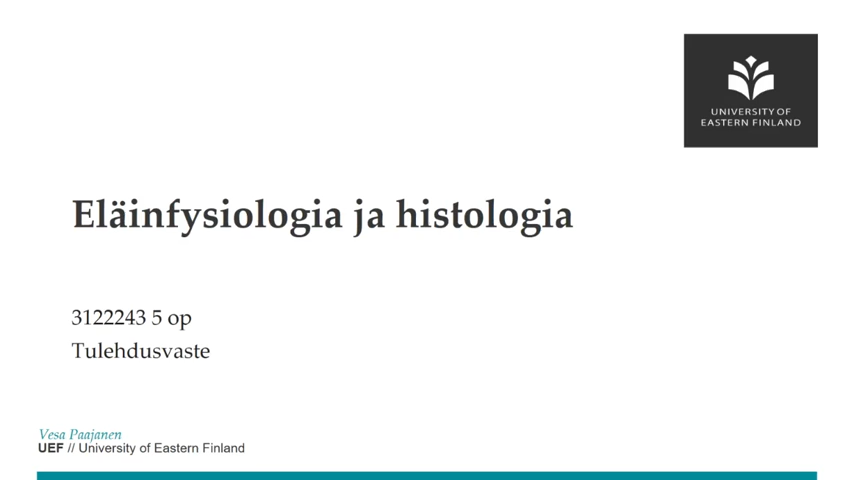 UNIVERSITY OF
EASTERN FINLAND
Eläinfysiologia ja histologia
3122243 5 op
Tulehdusvaste
Vesa Paajanen
UEF // University of Eastern Finland